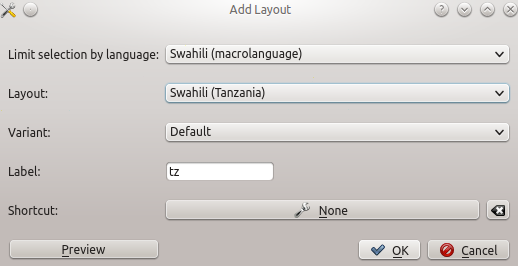 Add Layout
Limit selection by language: Swahili (macrolanguage)
Layout: Swahili (Tanzania)
Variant: Default
Label: tz
Shortcut: None
Preview OK Cancel